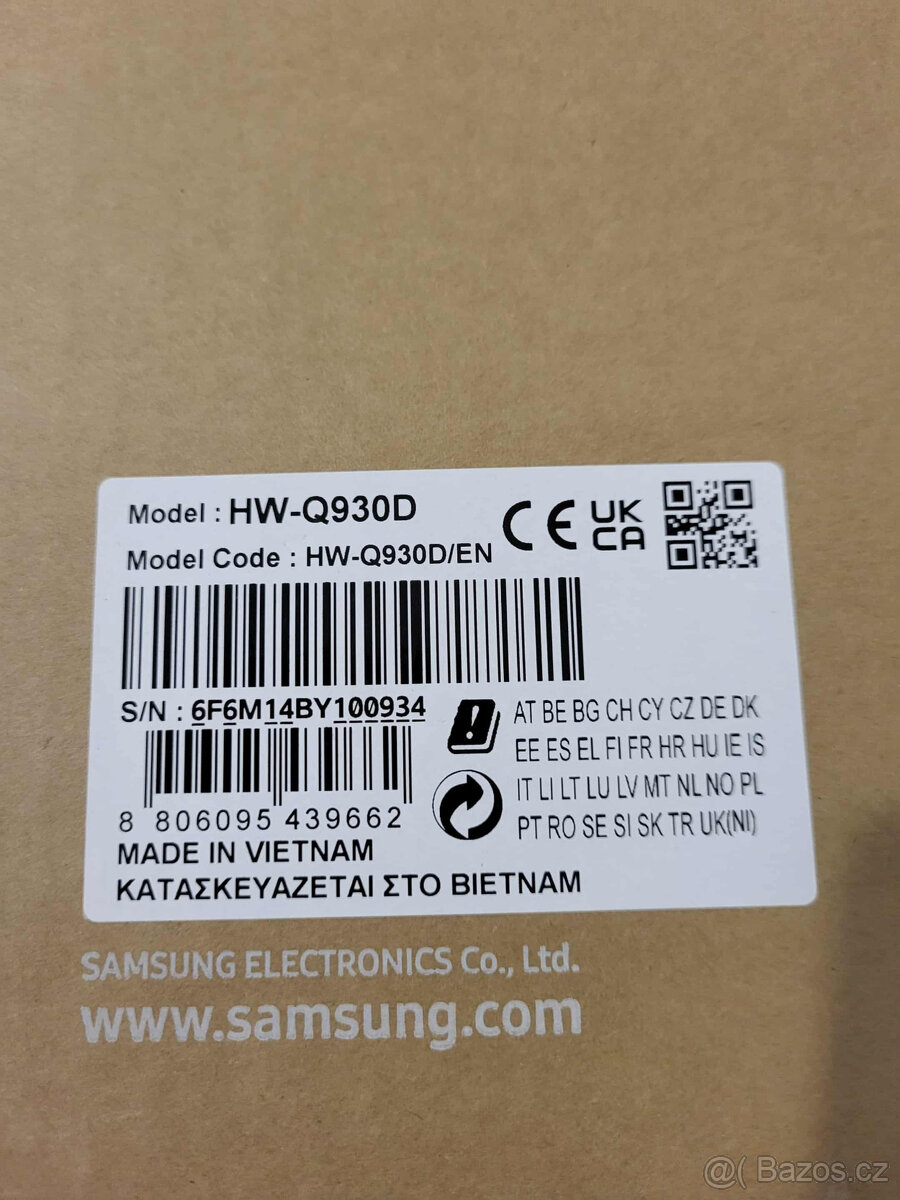 Model : HW-Q930D
Model Code : HW-Q930D/EN
CE UK CA
S/N : 6F6M14BY100934
AT BE BG CH CY CZ DE DK
EE ES EL FI FR HR HU IE IS
IT LI LT LU LV MT NL NO PL
PT RO SE SI SK TR UK(NI)
8 806095 439662
MADE IN VIETNAM
ΚΑΤΑΣΚΕΥΑΖΕΤΑΙ ΣΤΟ ΒΙΕΤΝΑΜ
SAMSUNG ELECTRONICS Co., Ltd.
www.samsung.com
@( Bazos.cz